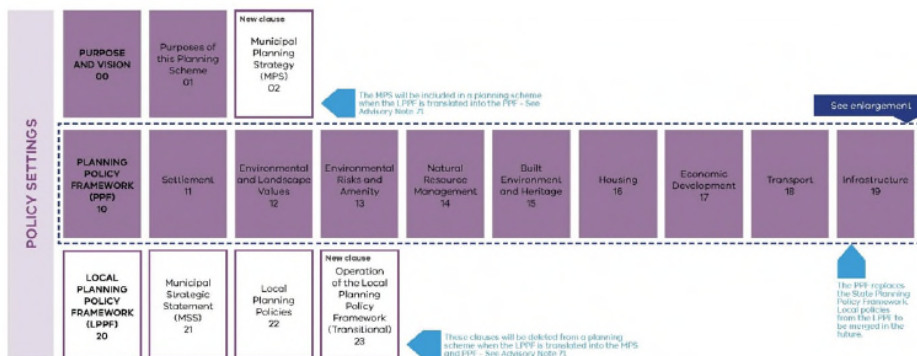 POLICY SETTINGS
PURPOSE
AND VISION
00
Purposes of
this Planning
Scheme
01
New clause
Municipal
Planning
Strategy
(MPS)
02
The MPS will be included in a planning scheme
when the LPPF is translated into the PPF - See
Advisory Note 71.
See enlargement
PLANNING
POLICY
FRAMEWORK
(PPF)
10
Settlement
11
Environmental
and Landscape
Values
12
Environmental
Risks and
Amenity
13
Natural
Resource
Management
14
Built
Environment
and Heritage
15
Housing
16
Economic
Development
17
Transport
18
Infrastructure
19
LOCAL
PLANNING
POLICY
FRAMEWORK
(LPPF)
20
Municipal
Strategic
Statement
(MSS)
21
Local
Planning
Policies
22
New clause
Operation of
the Local
Planning
Policy
Framework
(Transitional)
23
These clauses will be deleted from a planning
scheme when the LPPF is translated into the MPS
and PPF - See Advisory Note 71.
The PPF replaces
the State Planning
Policy Framework.
Local policies
from the LPPF to
be merged in the
future.